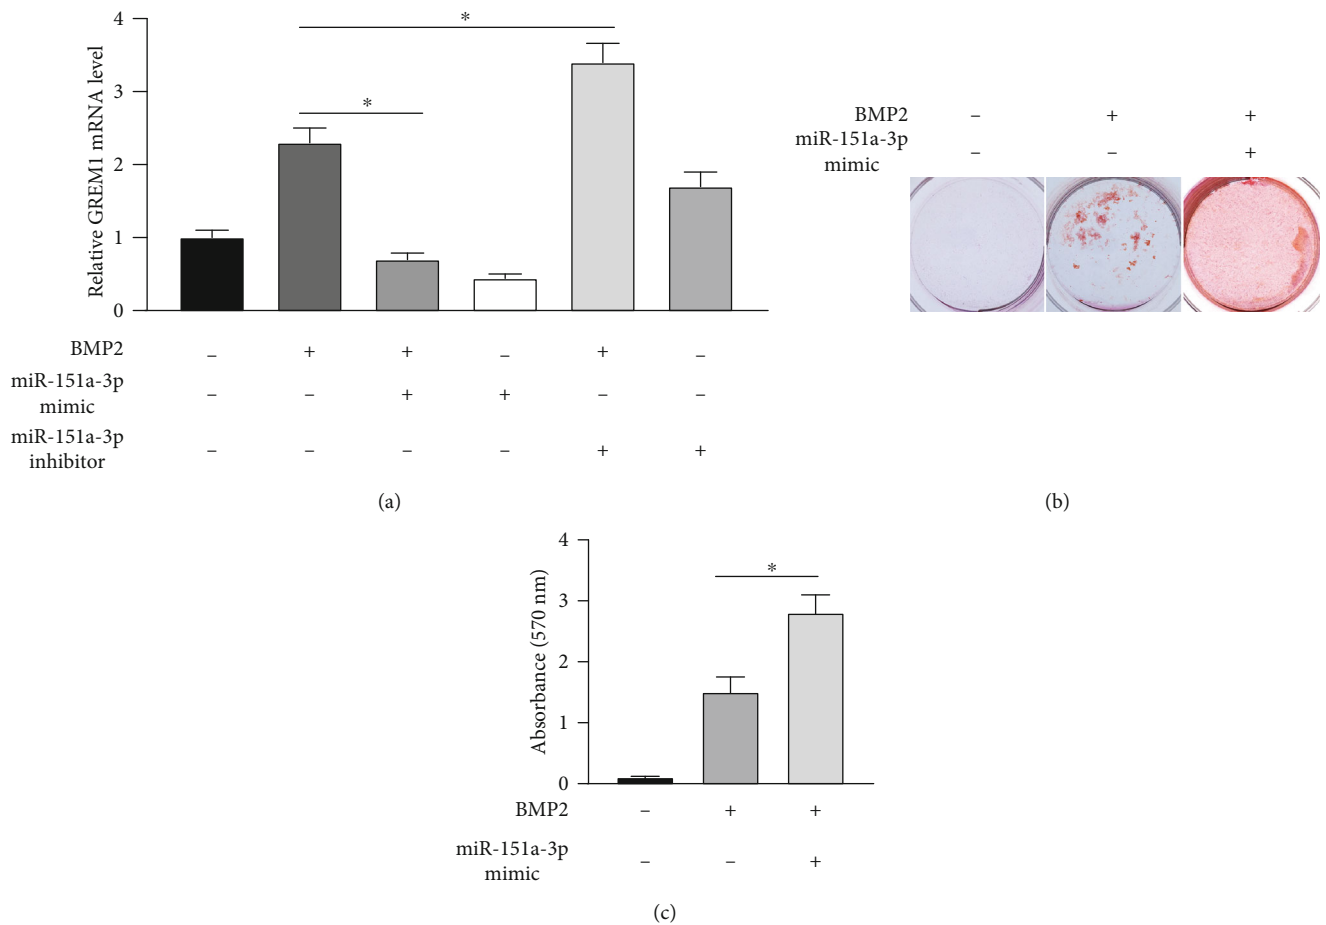 Relative GREM1 mRNA level
4
3
2
1
0
*
*
BMP2 – + + – + –
miR-151a-3p
mimic – – + + – –
miR-151a-3p
inhibitor – – – – + +
(a)
BMP2 – + +
miR-151a-3p
mimic – – +
(b)
Absorbance (570 nm)
4
3
2
1
0
*
BMP2 – + +
miR-151a-3p
mimic – – +
(c)